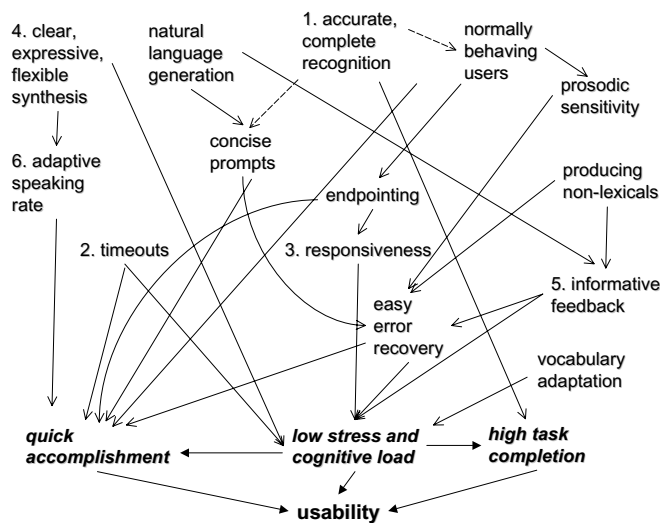 4. clear,
expressive,
flexible
synthesis
natural
language
generation
1. accurate,
complete
recognition
normally
behaving
users
prosodic
sensitivity
concise
prompts
6. adaptive
speaking
rate
endpointing
producing
non-lexicals
2. timeouts
3. responsiveness
5. informative
feedback
easy
error
recovery
vocabulary
adaptation
quick
accomplishment
low stress and
cognitive load
high task
completion
usability